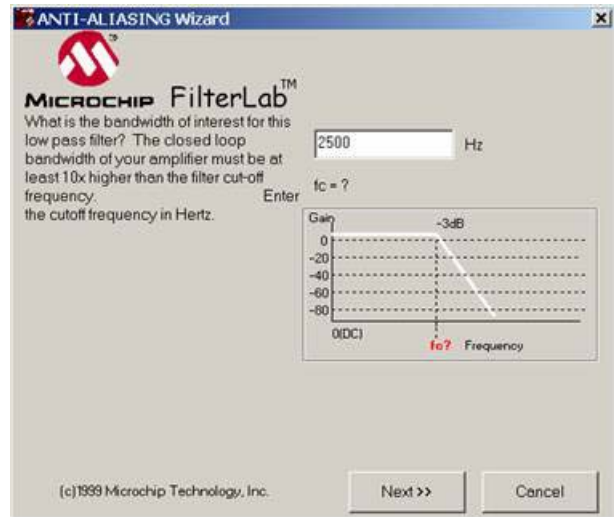 ANTI-ALIASING Wizard
MICROCHIP FilterLab™
What is the bandwidth of interest for this
low pass filter? The closed loop
bandwidth of your amplifier must be at
least 10x higher than the filter cut-off
frequency. Enter
the cutoff frequency in Hertz.
2500 Hz
fc = ?
Gain
-3dB
0
-20
-40
-60
-80
0(DC)
fc? Frequency
(c)1999 Microchip Technology, Inc.
Next >>
Cancel